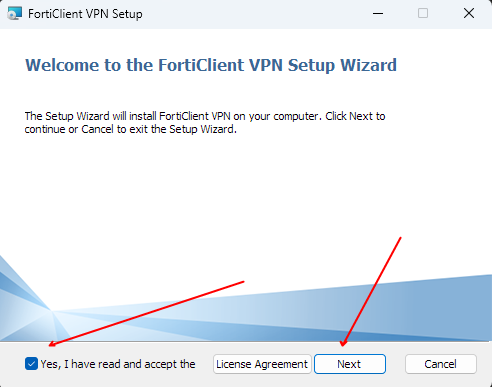 FortiClient VPN Setup
Welcome to the FortiClient VPN Setup Wizard
The Setup Wizard will install FortiClient VPN on your computer. Click Next to
continue or Cancel to exit the Setup Wizard.
Yes, I have read and accept the License Agreement Next Cancel